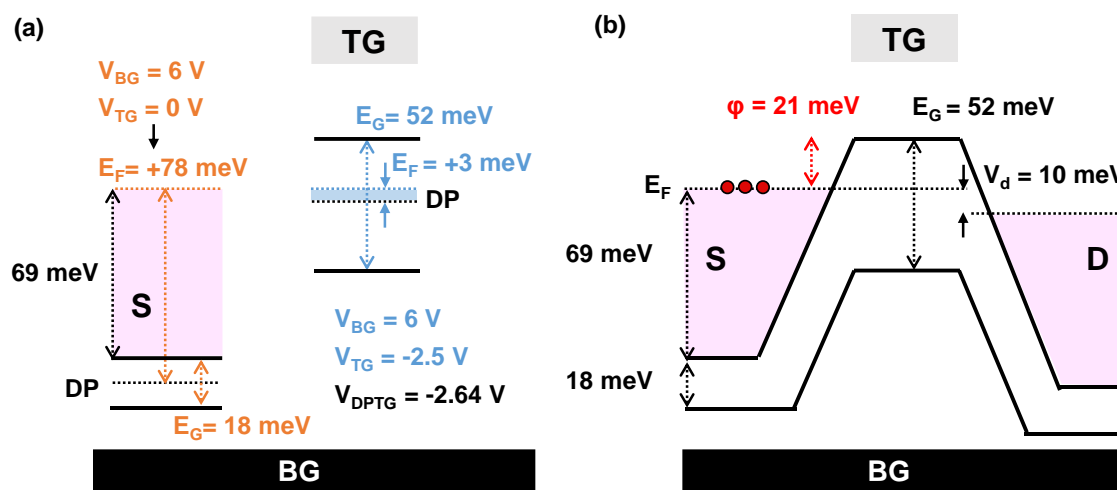 (a)
TG
V_BG = 6 V
V_TG = 0 V
E_F= +78 meV
69 meV
S
DP
E_G= 18 meV
E_G= 52 meV
E_F = +3 meV
DP
V_BG = 6 V
V_TG = -2.5 V
V_DPTG = -2.64 V
BG
(b)
TG
φ = 21 meV
E_G = 52 meV
E_F
V_d = 10 meV
69 meV
S
D
18 meV
BG